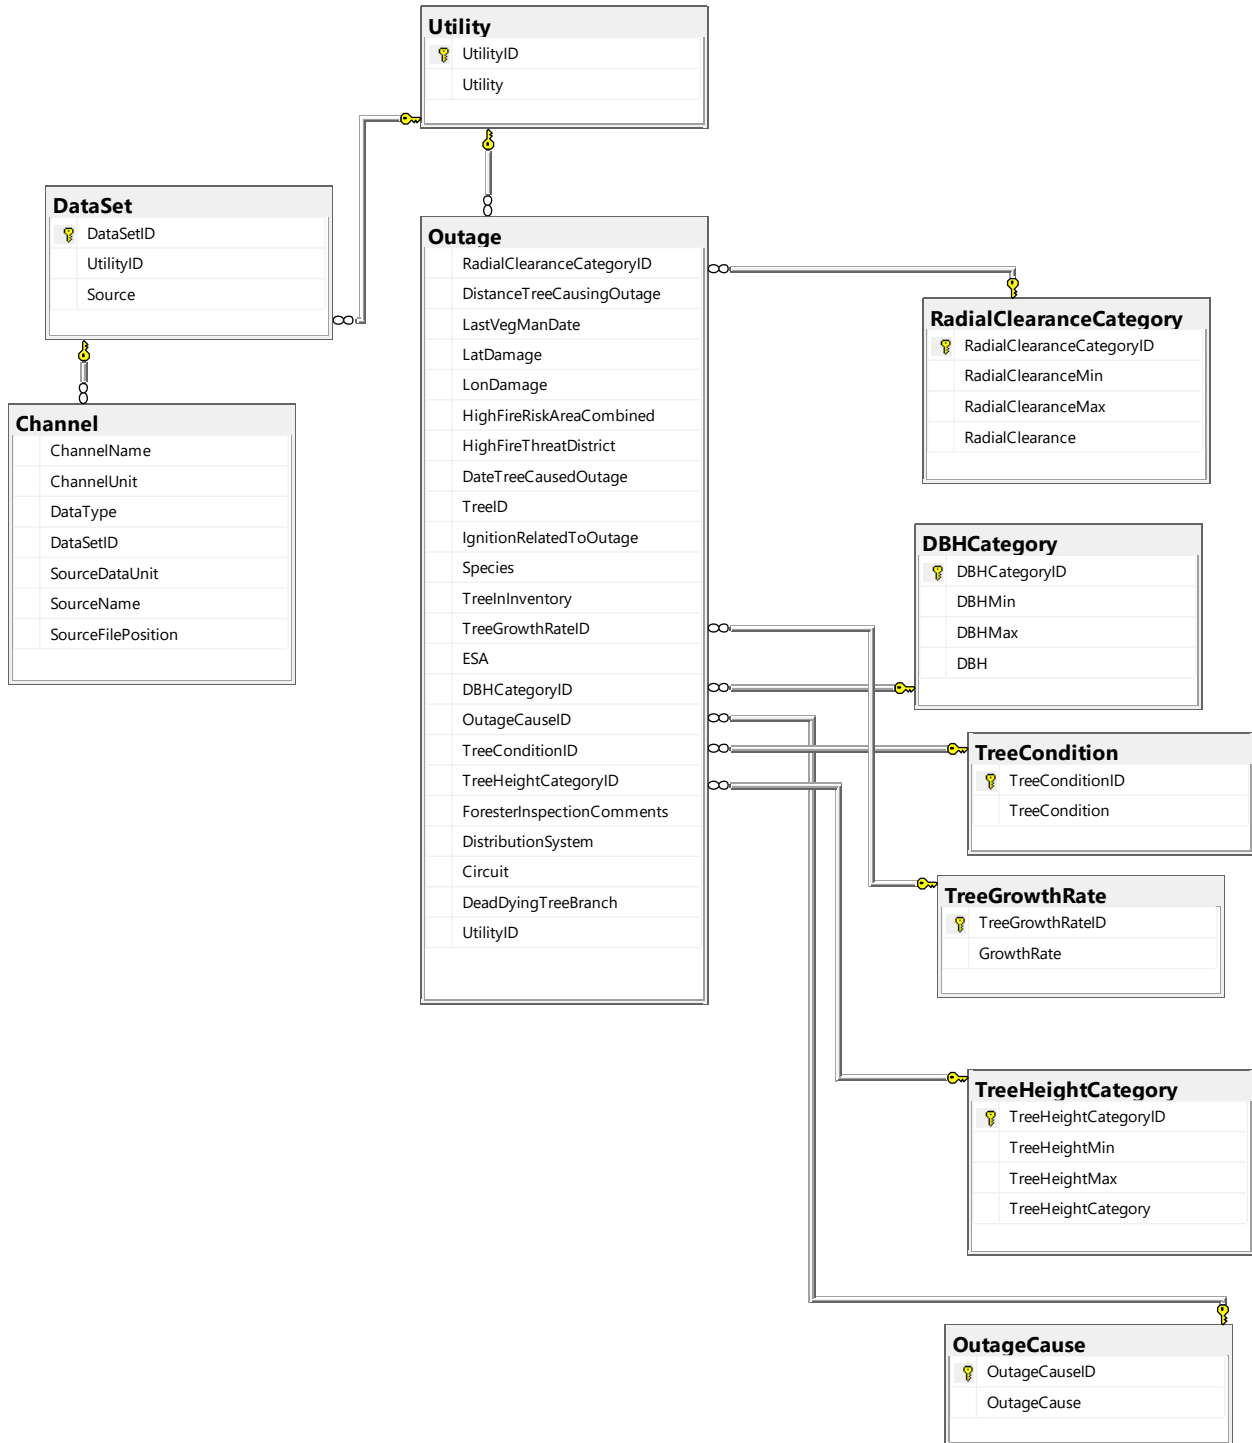 Utility
UtilityID
Utility
DataSet
DataSetID
UtilityID
Source
Channel
ChannelName
ChannelUnit
DataType
DataSetID
SourceDataUnit
SourceName
SourceFilePosition
Outage
RadialClearanceCategoryID
DistanceTreeCausingOutage
LastVegManDate
LatDamage
LonDamage
HighFireRiskAreaCombined
HighFireThreatDistrict
DateTreeCausedOutage
TreeID
IgnitionRelatedToOutage
Species
TreeInInventory
TreeGrowthRateID
ESA
DBHCategoryID
OutageCauseID
TreeConditionID
TreeHeightCategoryID
ForesterInspectionComments
DistributionSystem
Circuit
DeadDyingTreeBranch
UtilityID
RadialClearanceCategory
RadialClearanceCategoryID
RadialClearanceMin
RadialClearanceMax
RadialClearance
DBHCategory
DBHCategoryID
DBHMin
DBHMax
DBH
TreeCondition
TreeConditionID
TreeCondition
TreeGrowthRate
TreeGrowthRateID
GrowthRate
TreeHeightCategory
TreeHeightCategoryID
TreeHeightMin
TreeHeightMax
TreeHeightCategory
OutageCause
OutageCauseID
OutageCause